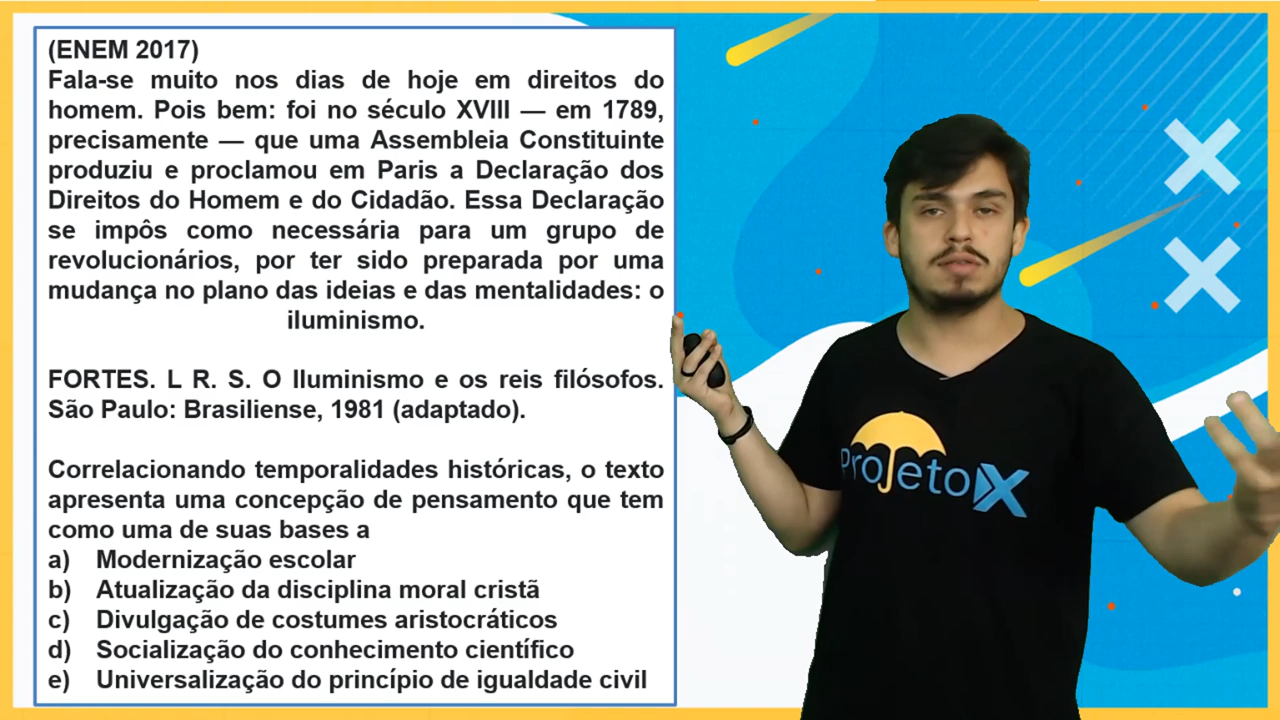 (ENEM 2017)
Fala-se muito nos dias de hoje em direitos do
homem. Pois bem: foi no século XVIII — em 1789,
precisamente — que uma Assembleia Constituinte
produziu e proclamou em Paris a Declaração dos
Direitos do Homem e do Cidadão. Essa Declaração
se impôs como necessária para um grupo de
revolucionários, por ter sido preparada por uma
mudança no plano das ideias e das mentalidades: o
iluminismo.
FORTES. L R. S. O Iluminismo e os reis filósofos.
São Paulo: Brasiliense, 1981 (adaptado).
Correlacionando temporalidades históricas, o texto
apresenta uma concepção de pensamento que tem
como uma de suas bases a
a) Modernização escolar
b) Atualização da disciplina moral cristã
c) Divulgação de costumes aristocráticos
d) Socialização do conhecimento científico
e) Universalização do princípio de igualdade civil
ProjetoX